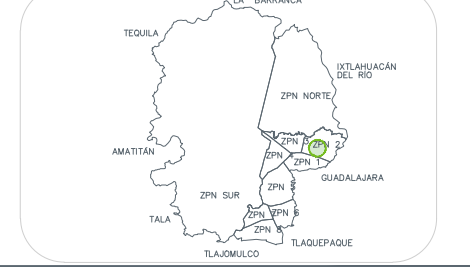 LA BARRANCA
TEQUILA
IXTLAHUACÁN
DEL RÍO
ZPN NORTE
ZPN 3
ZPN 2
AMATITÁN
ZPN
ZPN 1
GUADALAJARA
ZPN
ZPN SUR
ZPN
ZPN 6
TALA
ZPN
TLAQUEPAQUE
TLAJOMULCO